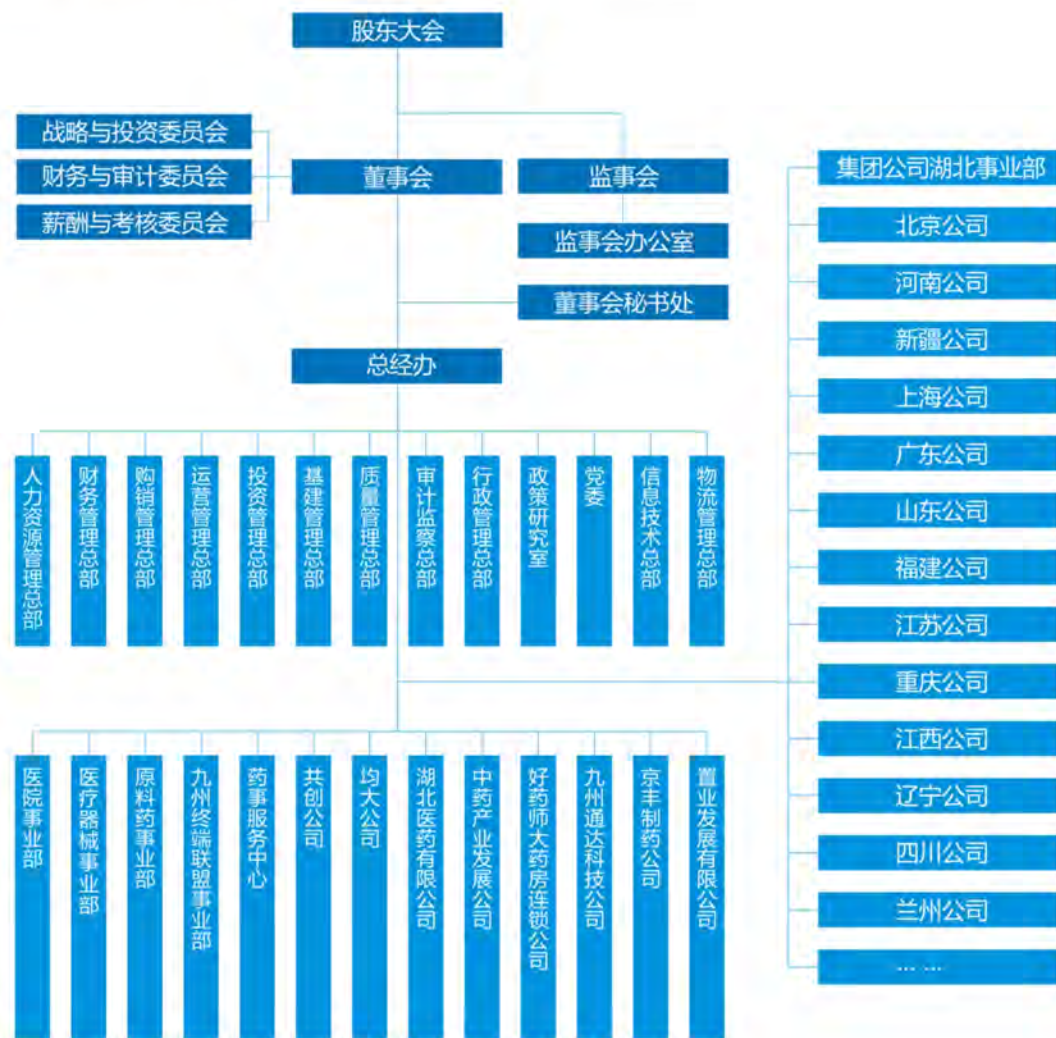 股东大会
战略与投资委员会
财务与审计委员会
薪酬与考核委员会
董事会
监事会
监事会办公室
董事会秘书处
总经办
人力资源管理总部
财务管理总部
购销管理总部
运营管理总部
投资管理总部
基建管理总部
质量管理总部
审计监察总部
行政管理总部
政策研究室
党委
信息技术总部
物流管理总部
医院事业部
医疗器械事业部
原料药事业部
九州终端联盟事业部
药事服务中心
共创公司
均大公司
湖北医药有限公司
中药产业发展公司
好药师大药房连锁公司
九州通达科技公司
京丰制药公司
置业发展有限公司
集团公司湖北事业部
北京公司
河南公司
新疆公司
上海公司
广东公司
山东公司
福建公司
江苏公司
重庆公司
江西公司
辽宁公司
四川公司
兰州公司
... ...